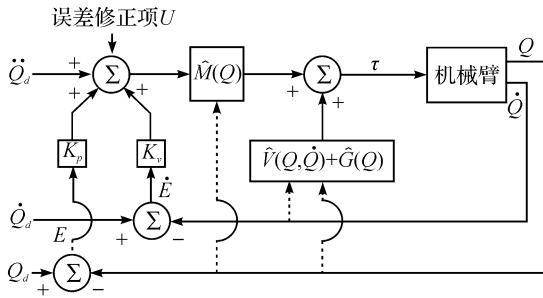 误差修正项U
Q̈d
+
+
Σ
+
M̂(Q)
+
Σ
+
τ
机械臂
Q
Q̇
Kp
Kv
V̂(Q,Q̇)+Ĝ(Q)
Ė
Q̇d
E
+
Σ
−
Qd
+
Σ
−